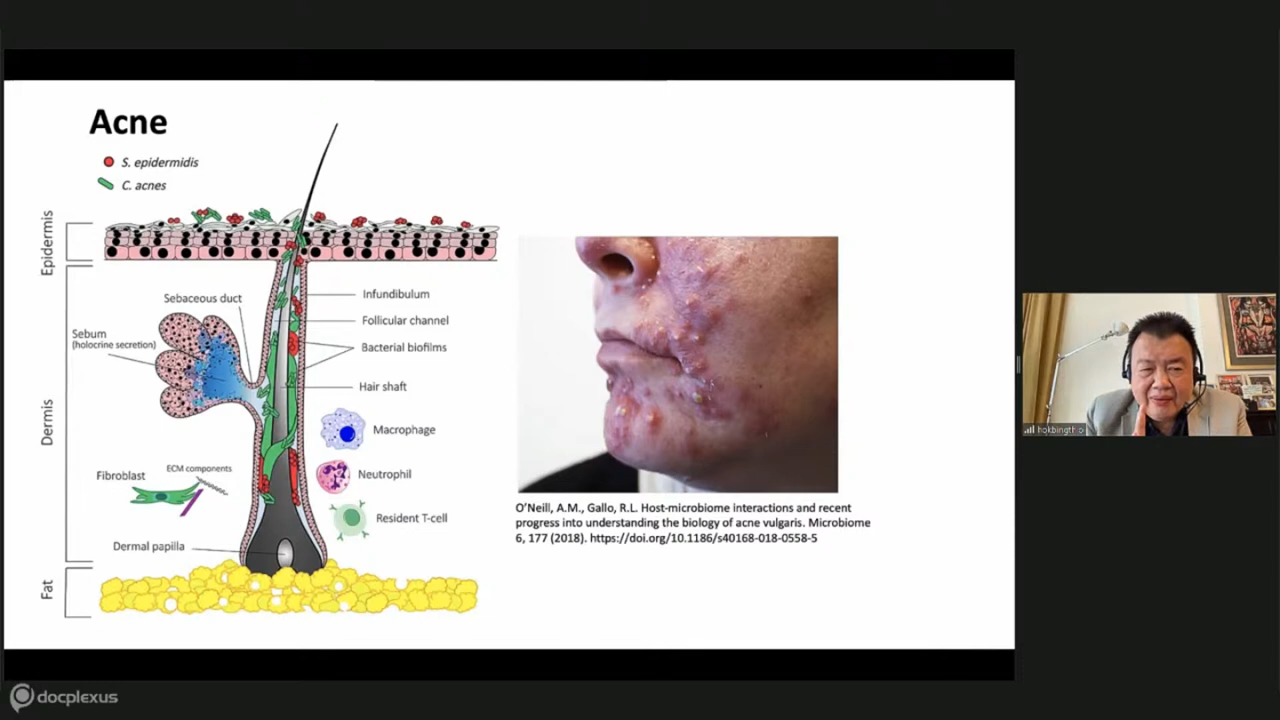 Acne
S. epidermidis
C. acnes
Epidermis
Dermis
Fat
Sebaceous duct
Sebum
(holocrine secretion)
Infundibulum
Follicular channel
Bacterial biofilms
Hair shaft
Macrophage
Neutrophil
Resident T-cell
Fibroblast
ECM components
Dermal papilla
O'Neill, A.M., Gallo, R.L. Host-microbiome interactions and recent
progress into understanding the biology of acne vulgaris. Microbiome
6, 177 (2018). https://doi.org/10.1186/s40168-018-0558-5
docplexus